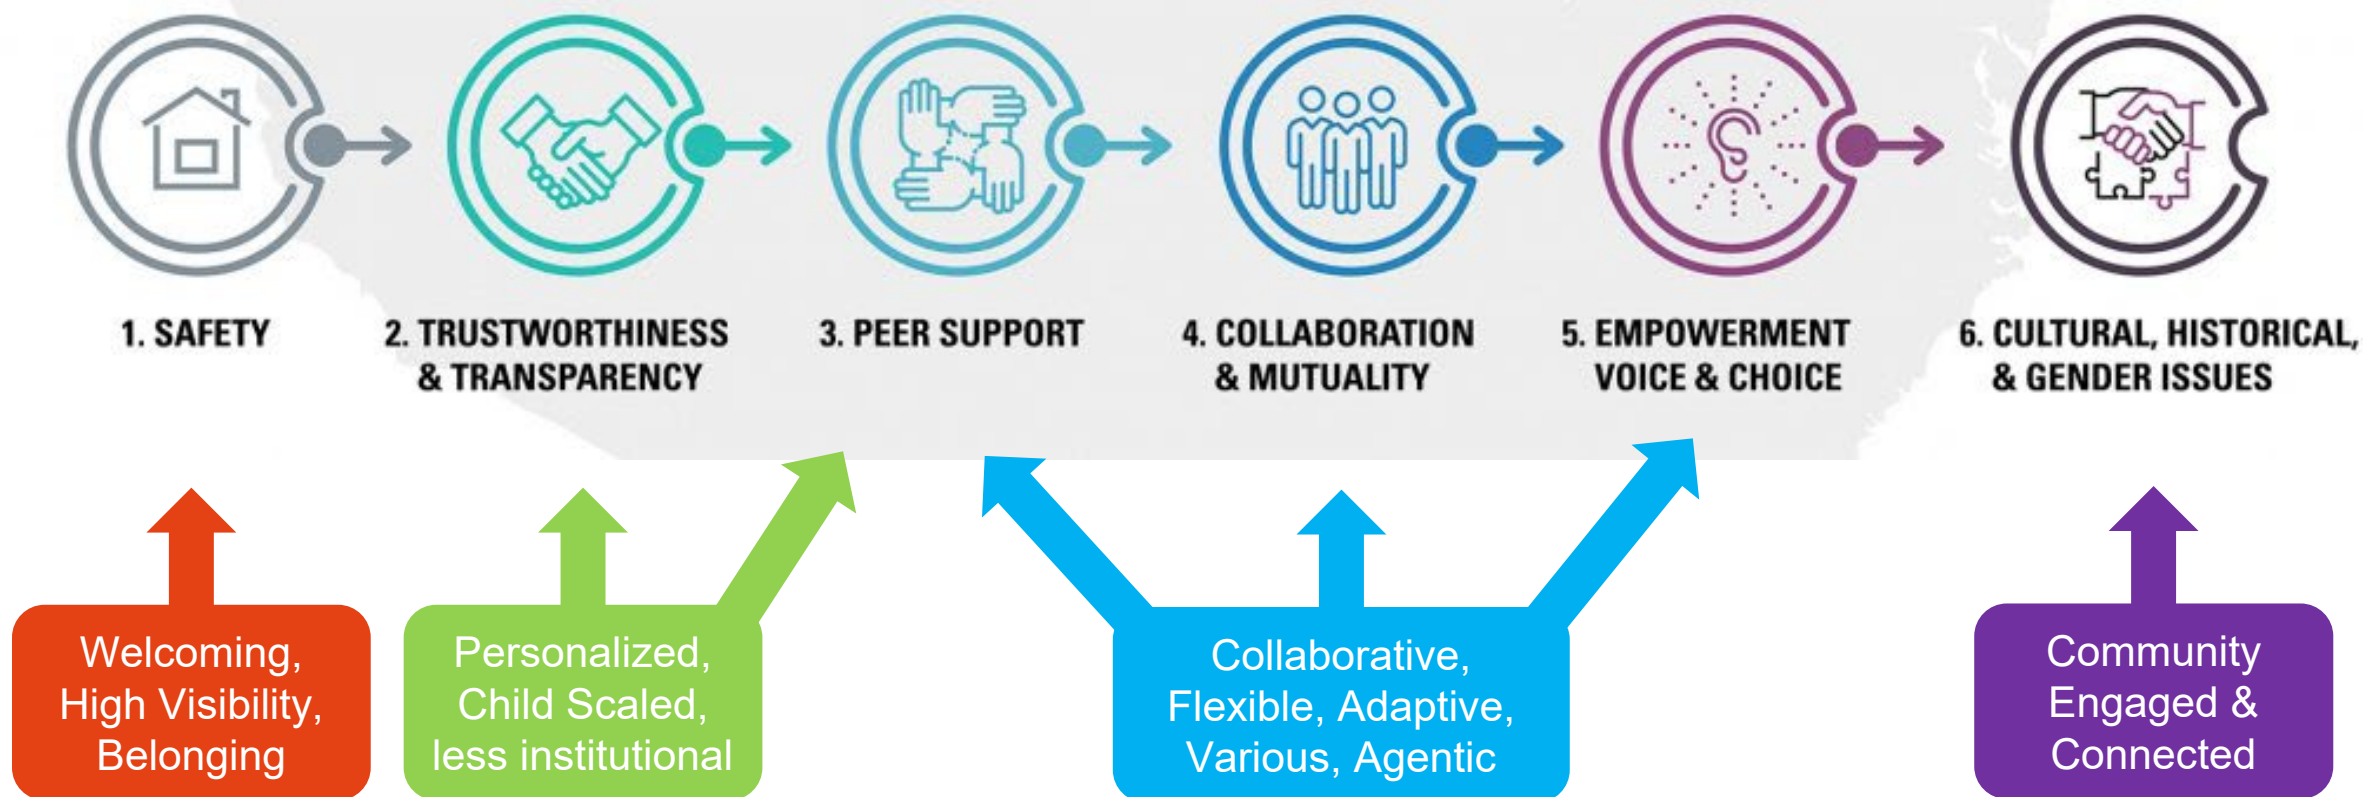 1. SAFETY
2. TRUSTWORTHINESS
& TRANSPARENCY
3. PEER SUPPORT
4. COLLABORATION
& MUTUALITY
5. EMPOWERMENT
VOICE & CHOICE
6. CULTURAL, HISTORICAL,
& GENDER ISSUES
Welcoming,
High Visibility,
Belonging
Personalized,
Child Scaled,
less institutional
Collaborative,
Flexible, Adaptive,
Various, Agentic
Community
Engaged &
Connected